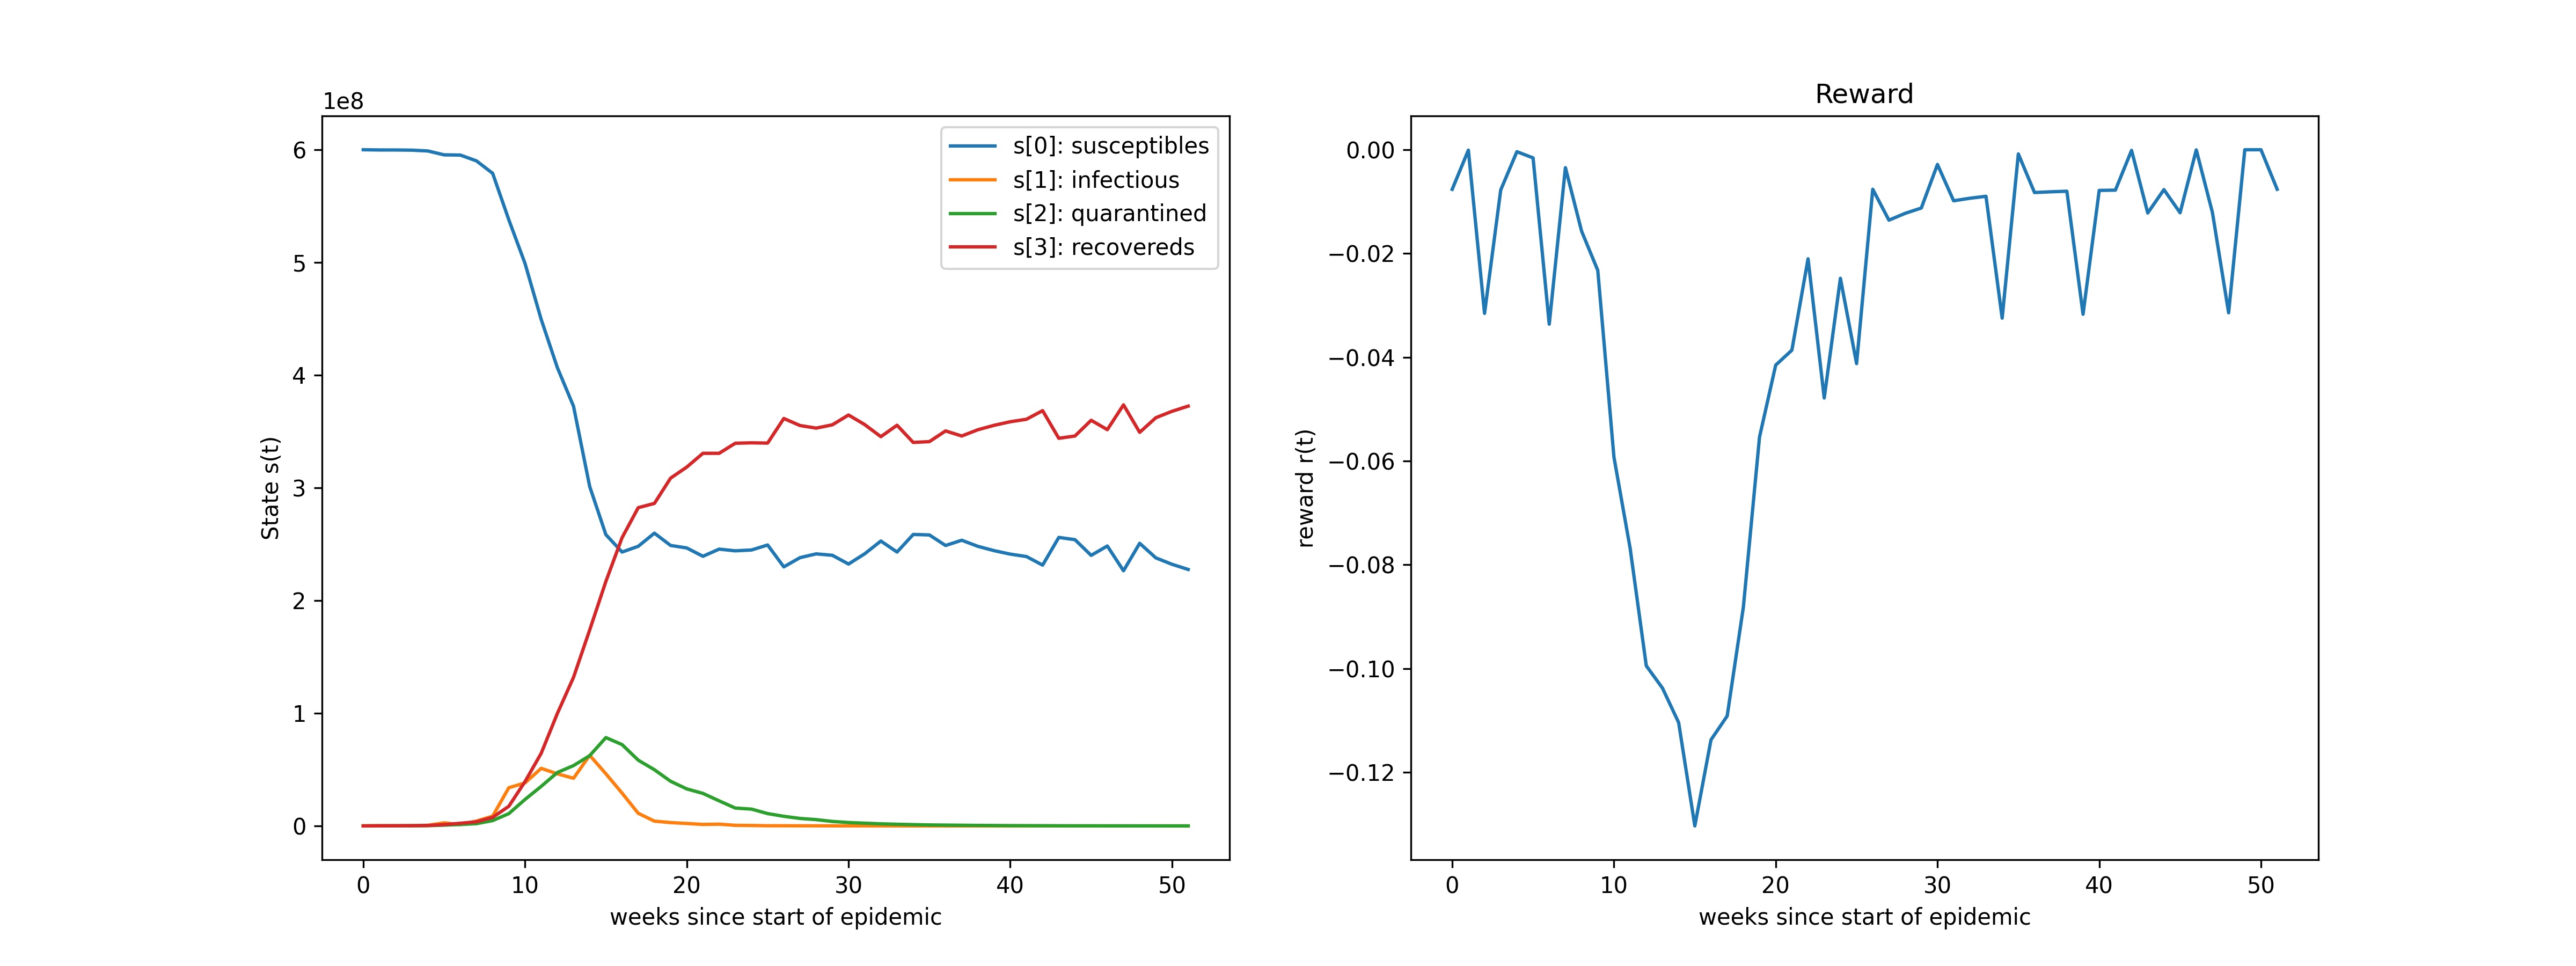 1e8
6
5
4
3
2
1
0
State s(t)
s[0]: susceptibles
s[1]: infectious
s[2]: quarantined
s[3]: recovereds
0 10 20 30 40 50
weeks since start of epidemic
Reward
0.00
−0.02
−0.04
−0.06
−0.08
−0.10
−0.12
reward r(t)
0 10 20 30 40 50
weeks since start of epidemic